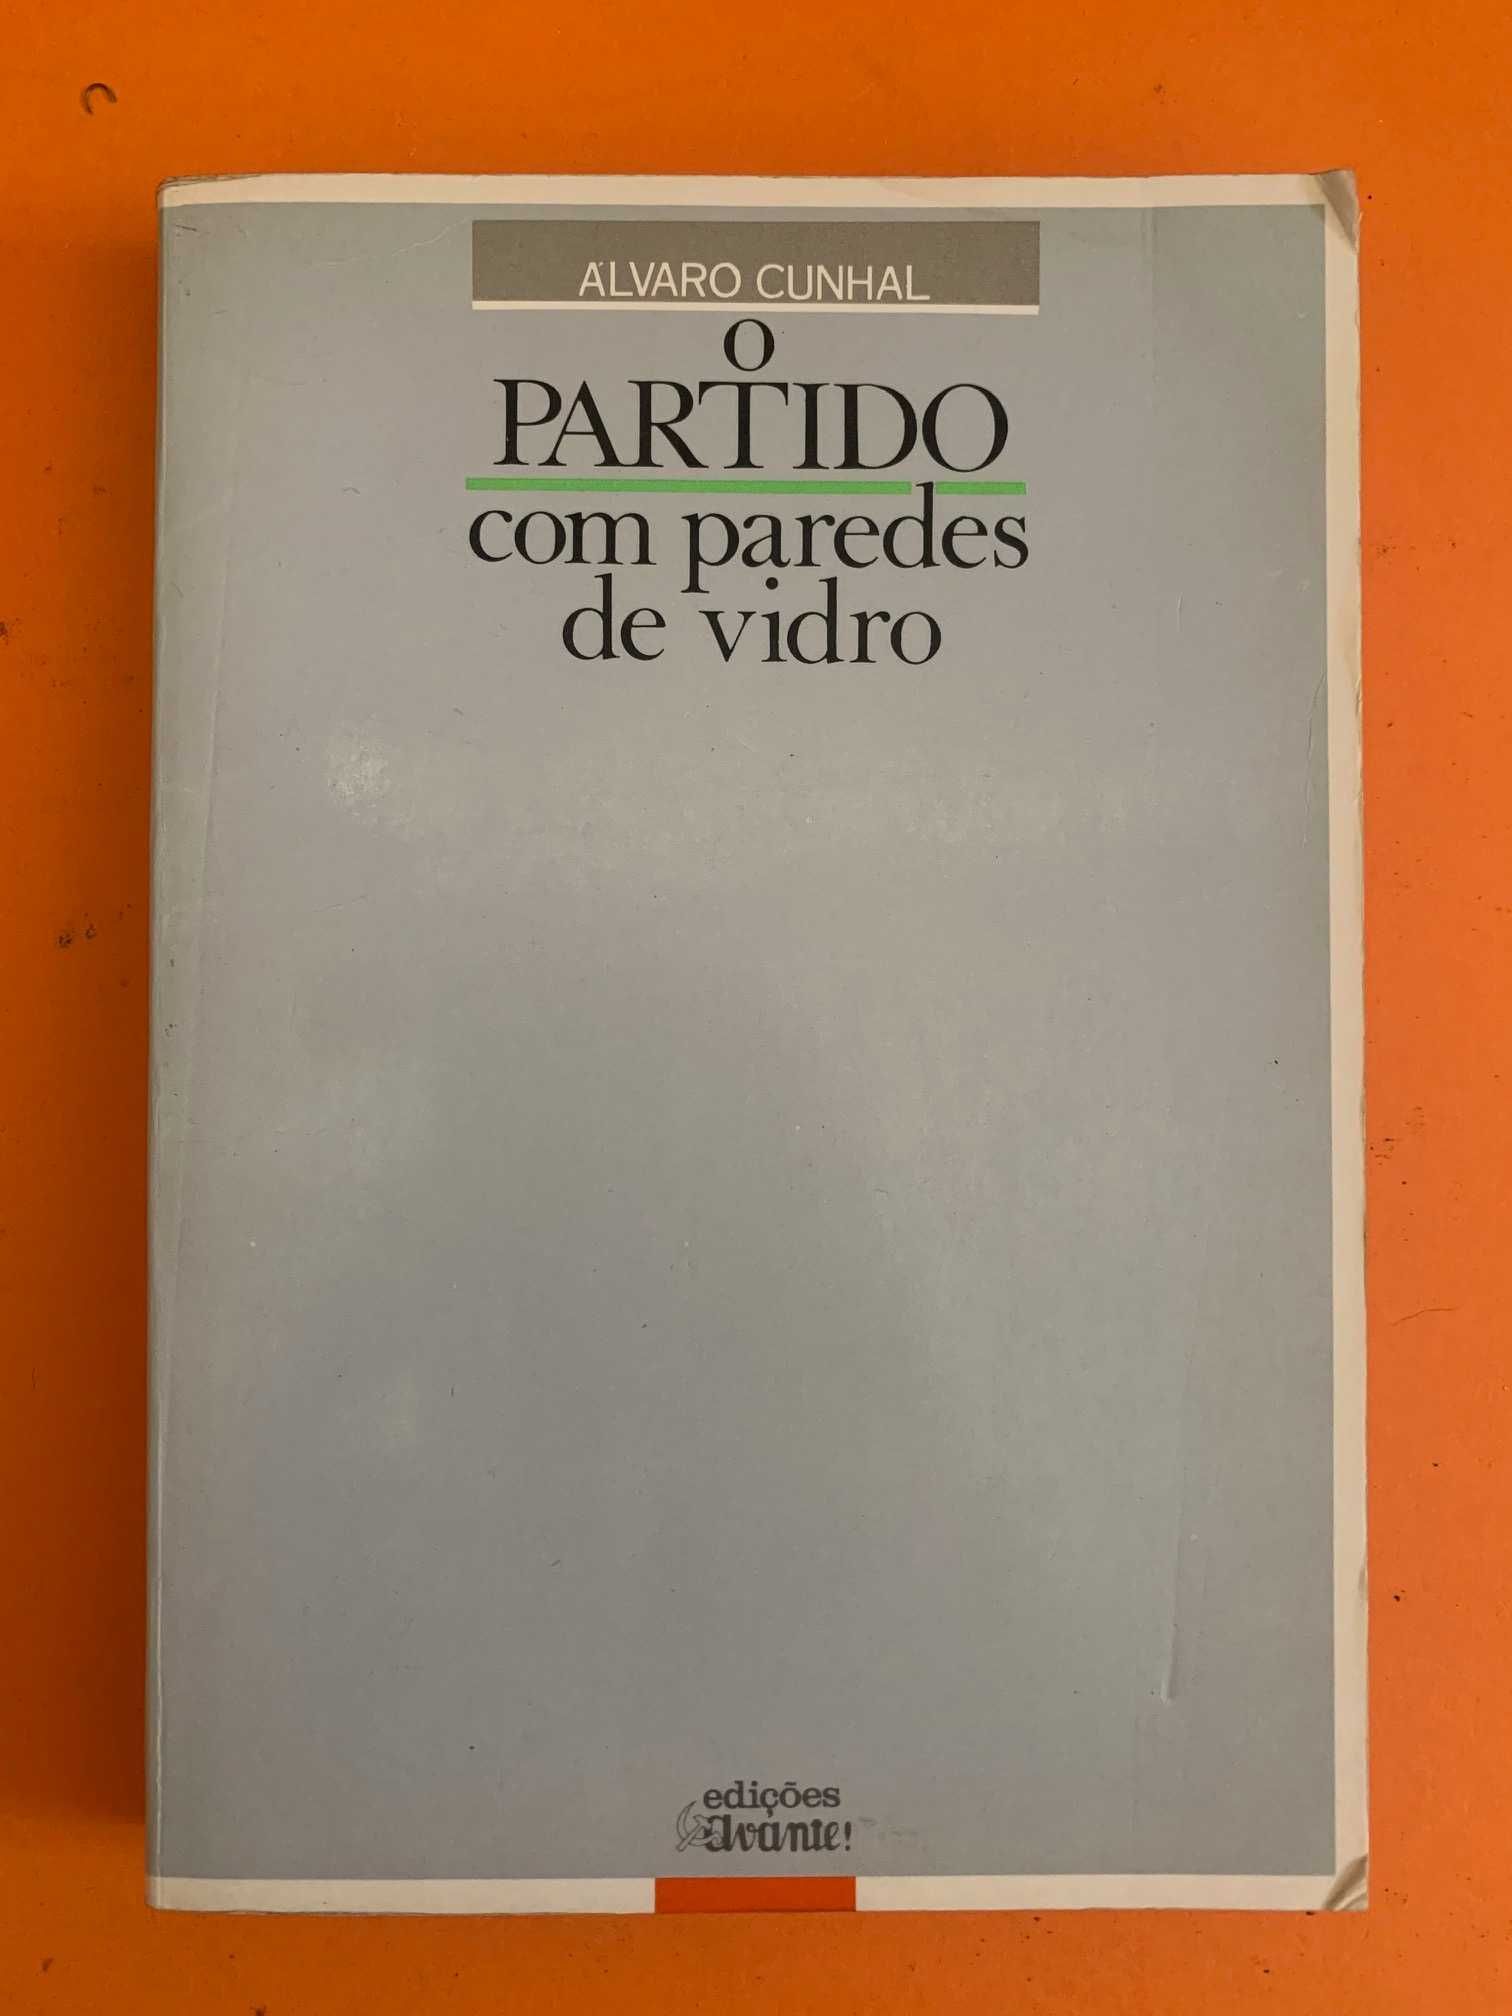 ÁLVARO CUNHAL
O
PARTIDO
com paredes
de vidro
edições
avante!